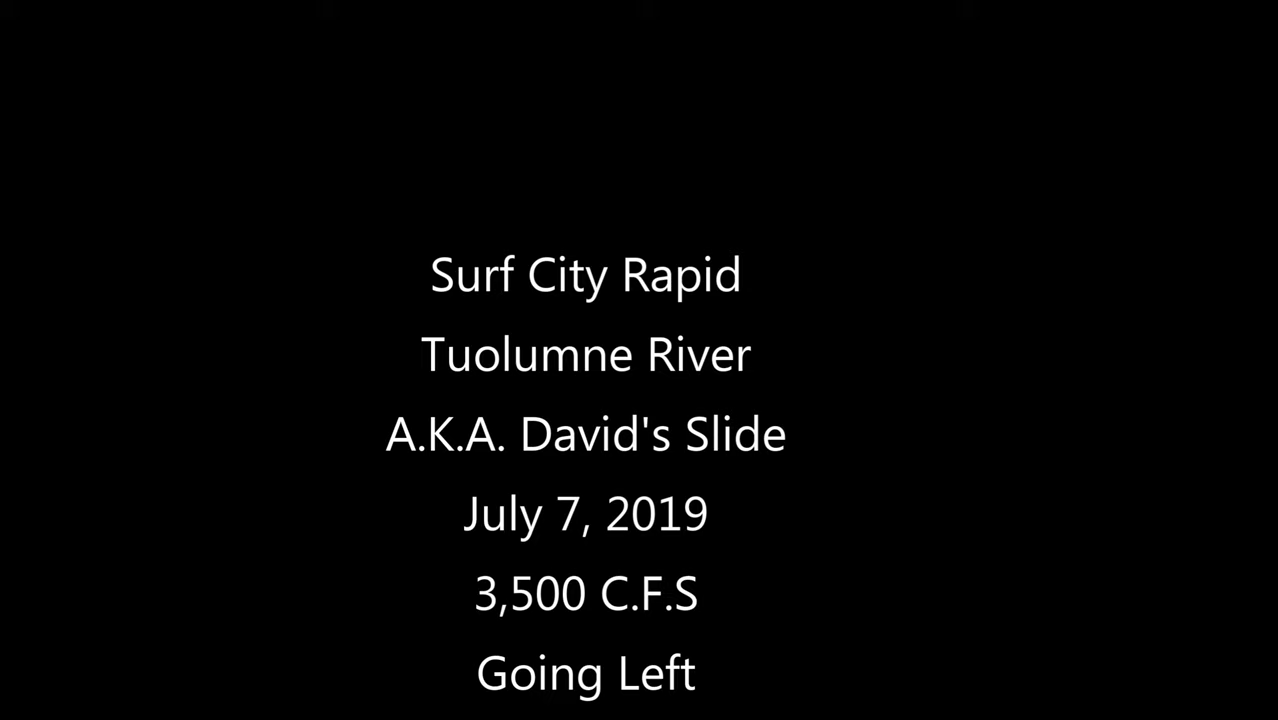 Surf City Rapid
Tuolumne River
A.K.A. David's Slide
July 7, 2019
3,500 C.F.S
Going Left